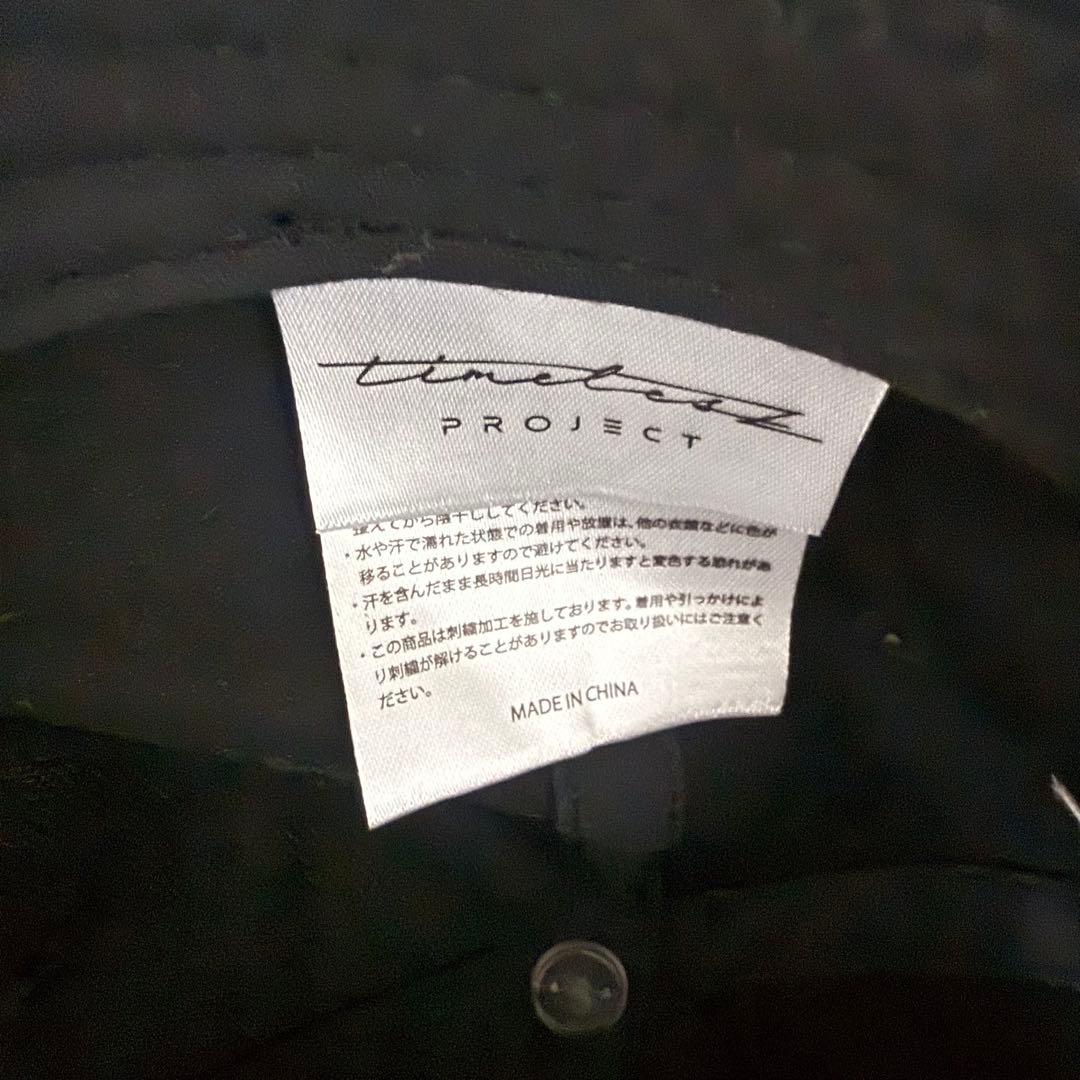 timelesz
PROJECT
整えてから陰干ししてください。
・水や汗で濡れた状態での着用や放置は、他の衣類などに色が
移ることがありますので避けてください。
・汗を含んだまま長時間日光に当たりますと変色する恐れがあ
ります。
・この商品は刺繍加工を施しております。着用や引っかけによ
り刺繍が解けることがありますのでお取り扱いにはご注意く
ださい。
MADE IN CHINA